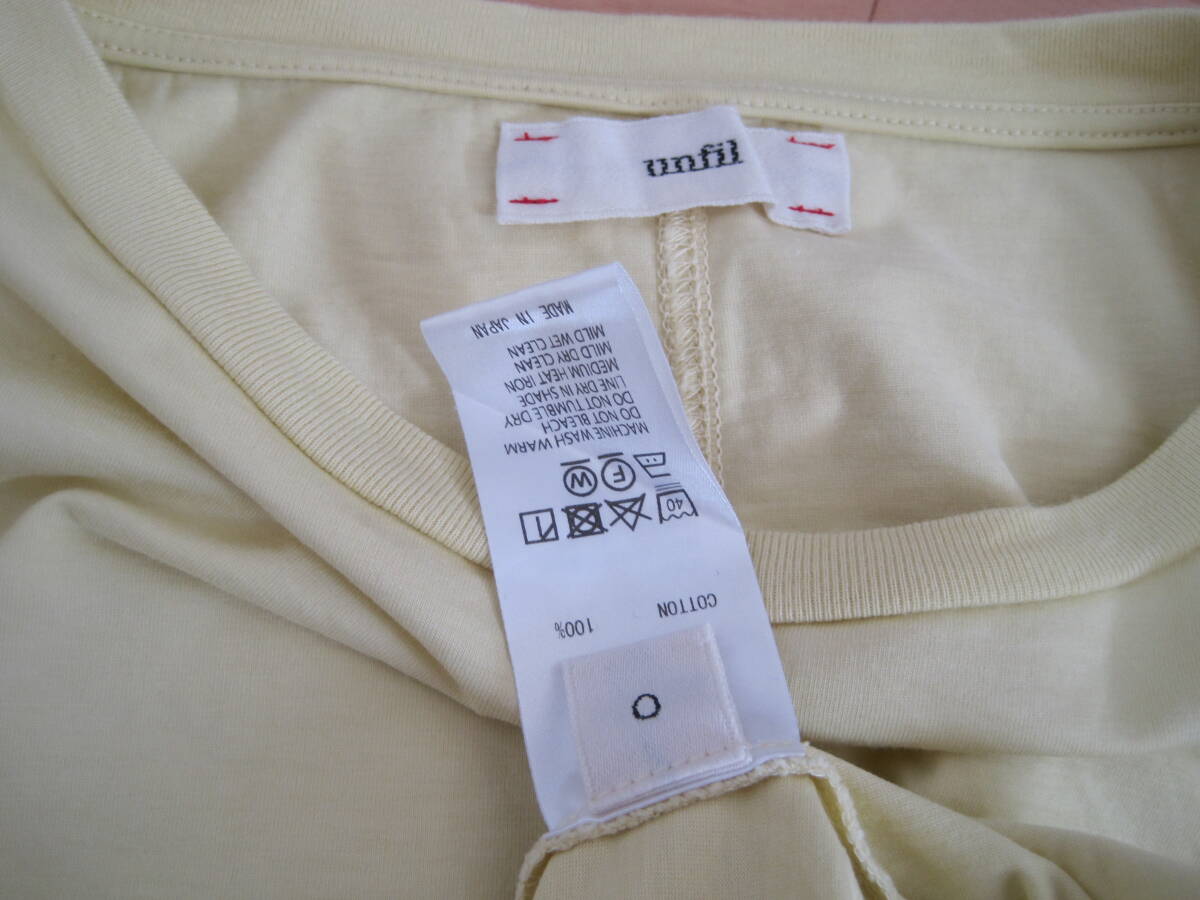 unfil
O
COTTON 100%
40
F W
MACHINE WASH WARM
DO NOT BLEACH
DO NOT TUMBLE DRY
LINE DRY IN SHADE
MEDIUM HEAT IRON
MILD DRY CLEAN
MILD WET CLEAN
MADE IN JAPAN